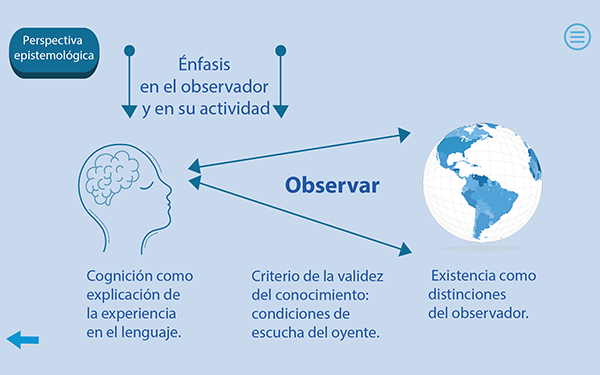 Perspectiva
epistemológica
Énfasis
en el observador
y en su actividad
Observar
Cognición como
explicación de
la experiencia
en el lenguaje.
Criterio de la validez
del conocimiento:
condiciones de
escucha del oyente.
Existencia como
distinciones
del observador.